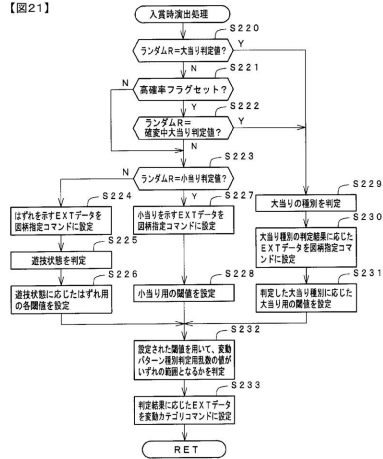 【図21】
入賞時演出処理
S220
ランダムR=大当り判定値?
Y
N
S221
高確率フラグセット?
N
Y
S222
ランダムR=
確変中大当り判定値?
Y
N
S223
ランダムR=小当り判定値?
N
Y
S224
はずれを示すEXTデータを
図柄指定コマンドに設定
S225
遊技状態を判定
S226
遊技状態に応じたはずれ用
の各閾値を設定
S227
小当りを示すEXTデータを
図柄指定コマンドに設定
S228
小当り用の閾値を設定
S229
大当りの種別を判定
S230
大当り種別の判定結果に応じた
EXTデータを図柄指定コマ
ンドに設定
S231
判定した大当り種別に応じた
大当り用の閾値を設定
S232
設定された閾値を用いて、変動
パターン種別判定用乱数の値が
いずれの範囲となるかを判定
S233
判定結果に応じたEXTデータ
を変動カテゴリコマンドに設定
RET